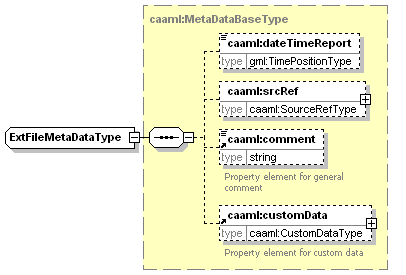 caaml:MetaDataBaseType
caaml:dateTimeReport
type gml:TimePositionType
caaml:srcRef
type caaml:SourceRefType
ExtFileMetaDataType
caaml:comment
type string
Property element for general
comment
caaml:customData
type caaml:CustomDataType
Property element for custom data